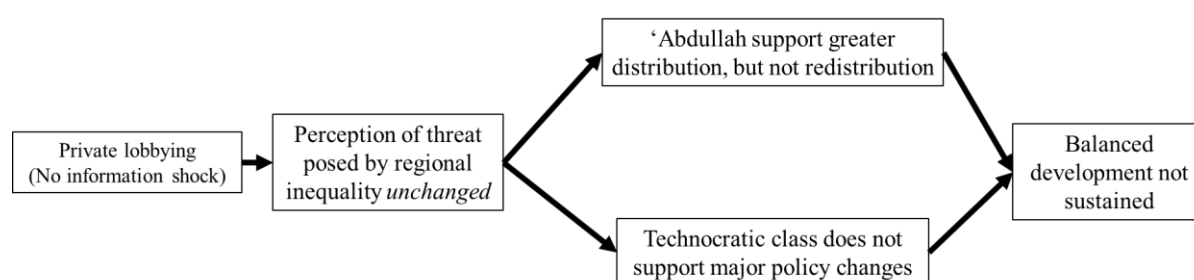 Private lobbying
(No information shock)
Perception of threat
posed by regional
inequality unchanged
‘Abdullah support greater
distribution, but not redistribution
Technocratic class does not
support major policy changes
Balanced
development not
sustained